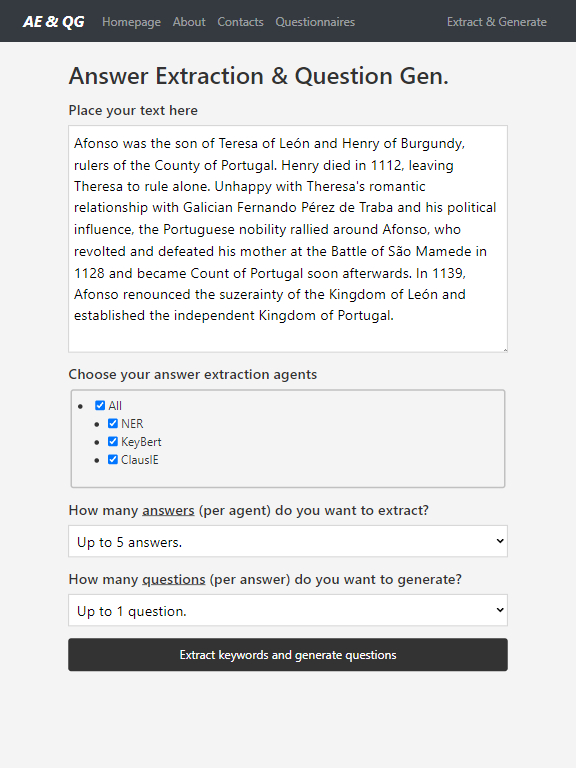 AE & QG Homepage About Contacts Questionnaires Extract & Generate
Answer Extraction & Question Gen.
Place your text here
Afonso was the son of Teresa of León and Henry of Burgundy,
rulers of the County of Portugal. Henry died in 1112, leaving
Theresa to rule alone. Unhappy with Theresa's romantic
relationship with Galician Fernando Pérez de Traba and his political
influence, the Portuguese nobility rallied around Afonso, who
revolted and defeated his mother at the Battle of São Mamede in
1128 and became Count of Portugal soon afterwards. In 1139,
Afonso renounced the suzerainty of the Kingdom of León and
established the independent Kingdom of Portugal.
Choose your answer extraction agents
All
NER
KeyBert
ClausIE
How many answers (per agent) do you want to extract?
Up to 5 answers.
How many questions (per answer) do you want to generate?
Up to 1 question.
Extract keywords and generate questions